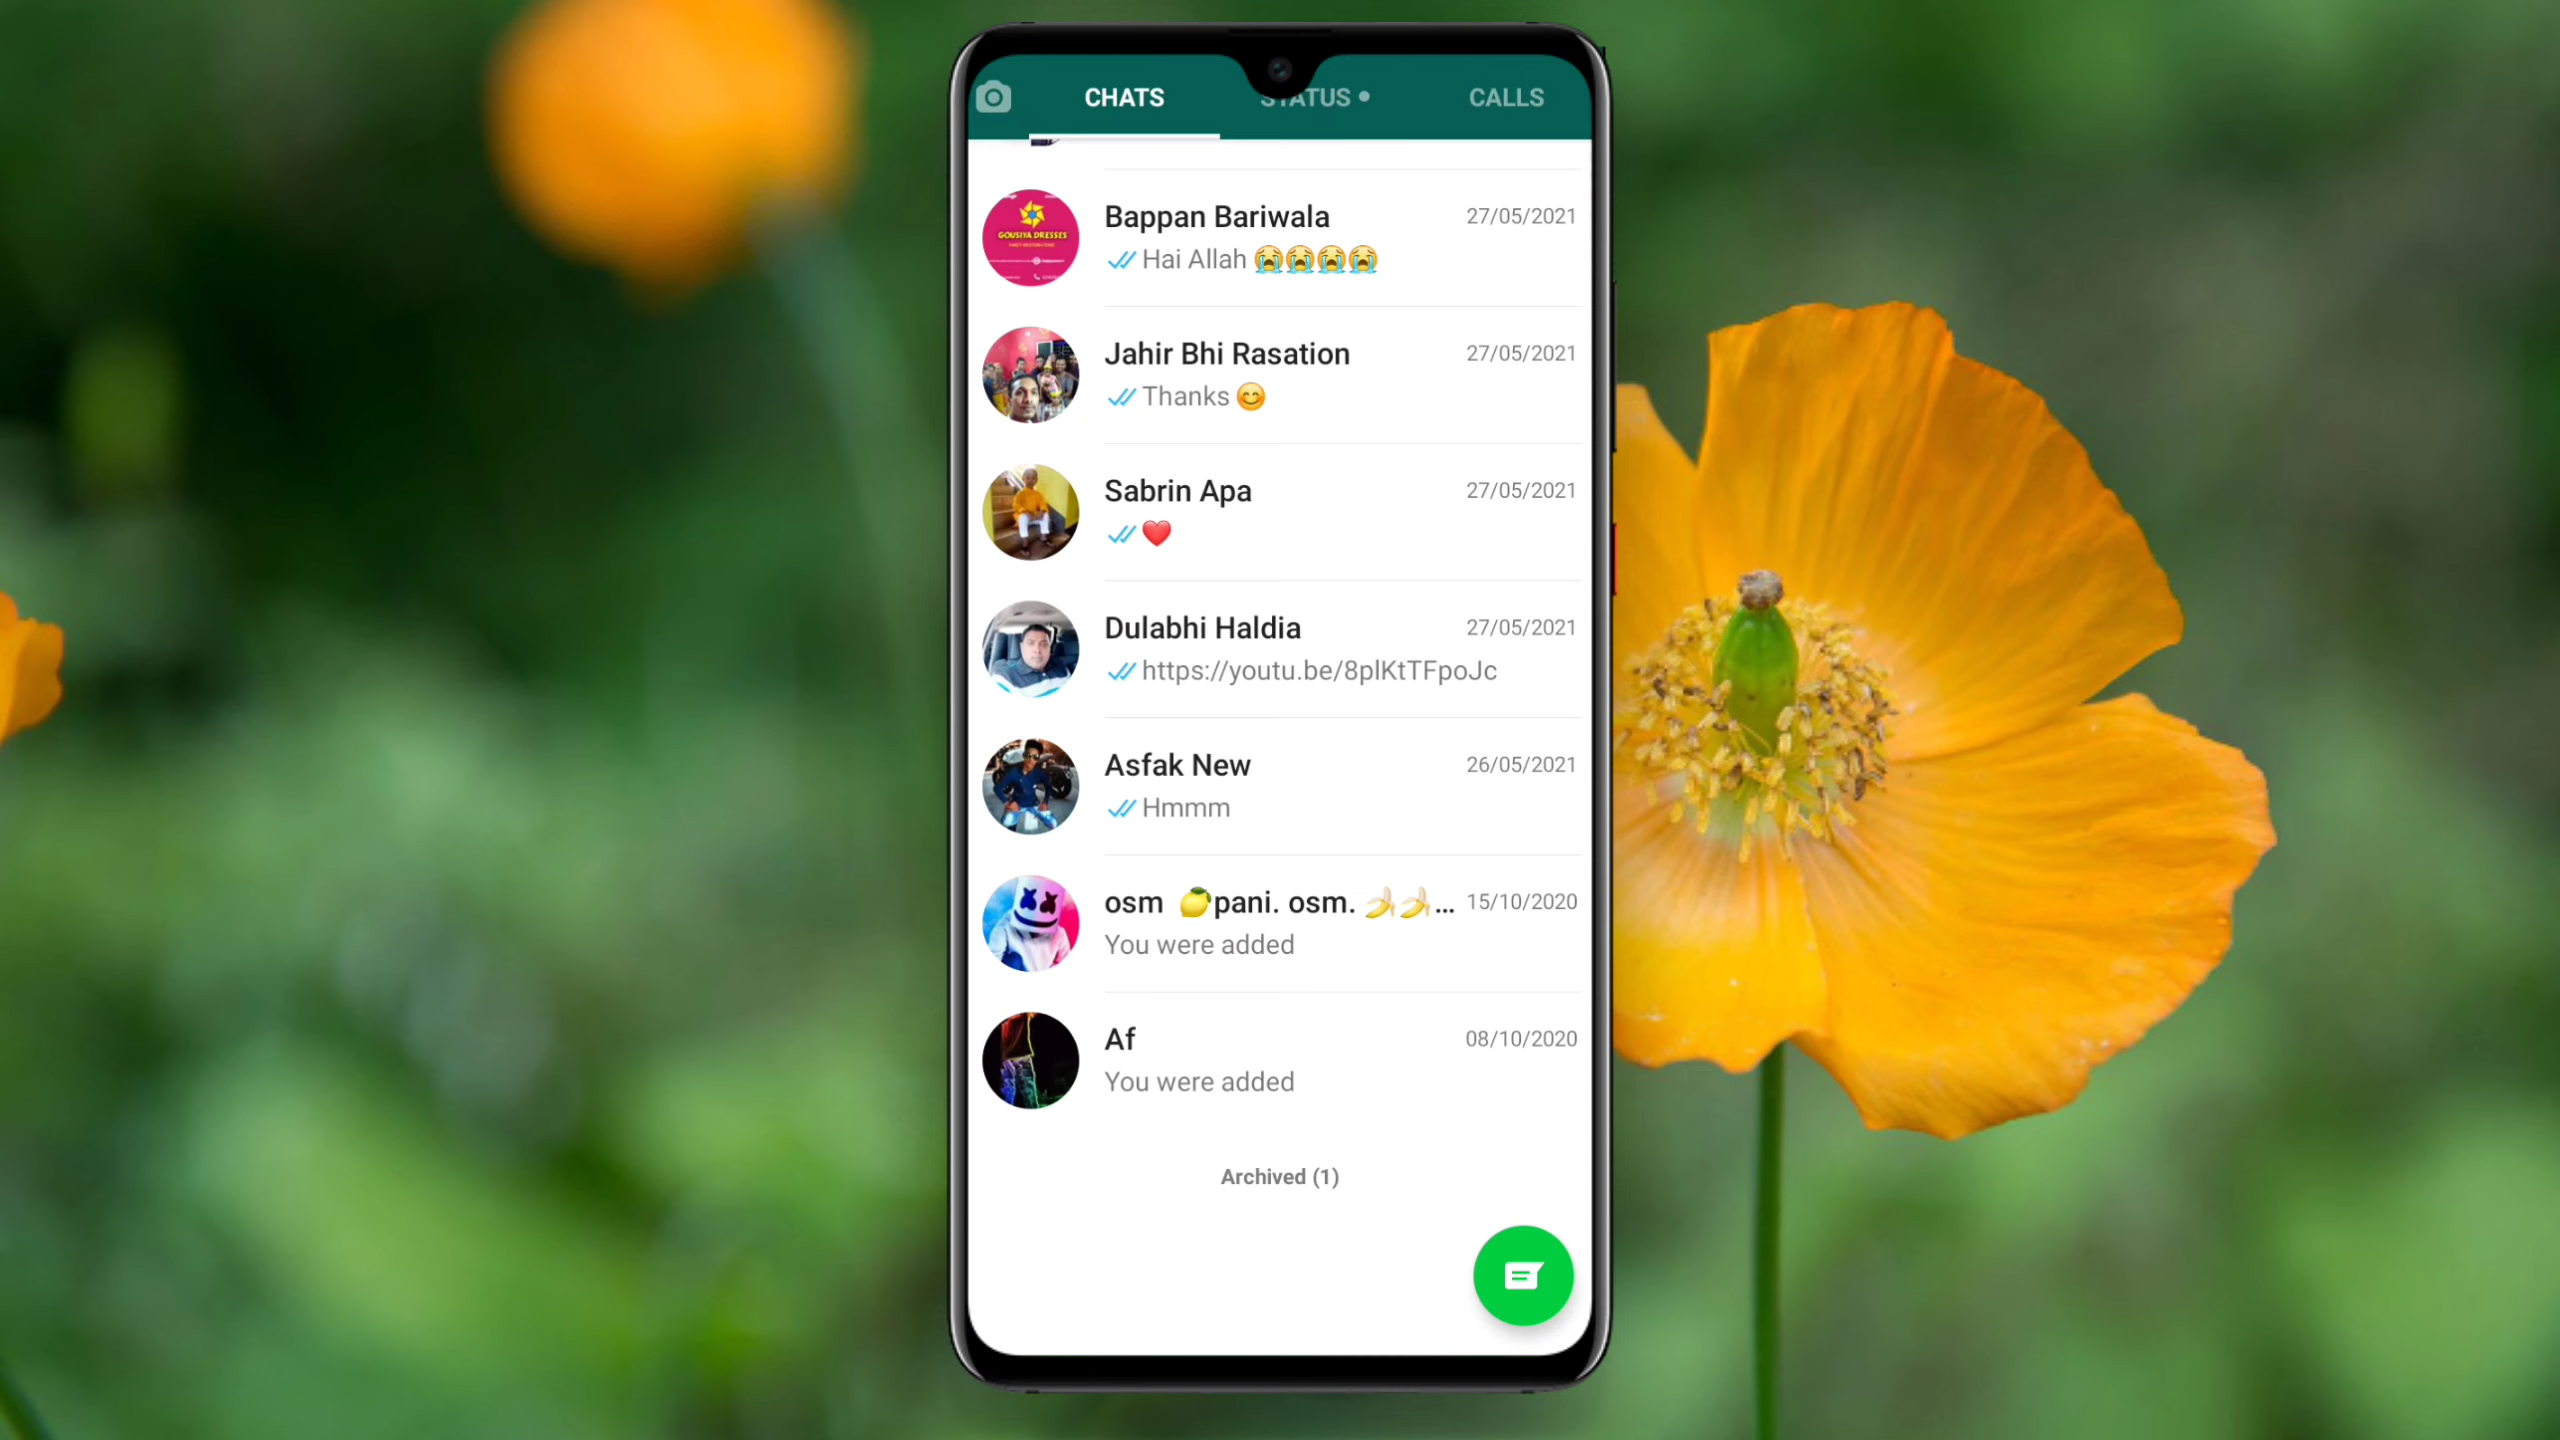 CHATS
STATUS
CALLS
GOUSIYA DRESSES
Bappan Bariwala
27/05/2021
Hai Allah 😭😭😭😭
Jahir Bhi Rasation
27/05/2021
Thanks 😊
Sabrin Apa
27/05/2021
❤️
Dulabhi Haldia
27/05/2021
https://youtu.be/8plKtTFpoJc
Asfak New
26/05/2021
Hmmm
osm 🍋pani. osm. 🍌🍌...
15/10/2020
You were added
Af
08/10/2020
You were added
Archived (1)